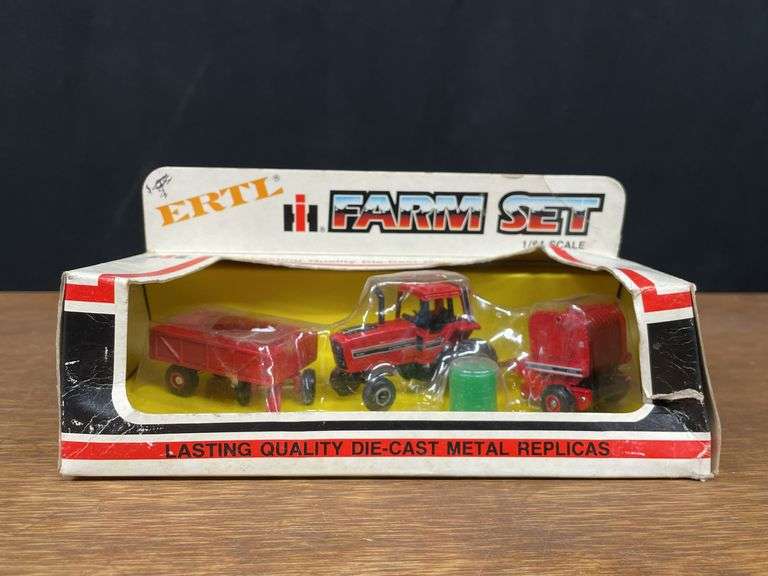 ERTL®
IH® FARM SET
1/64 SCALE
LASTING QUALITY DIE-CAST METAL REPLICAS